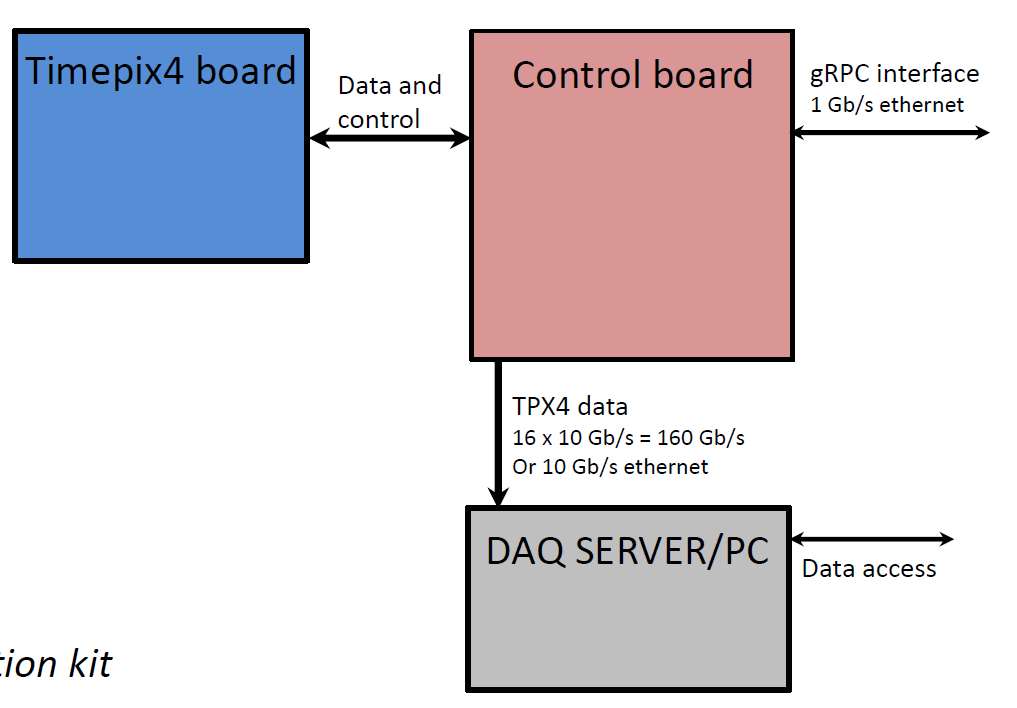 Timepix4 board
Data and
control
Control board
gRPC interface
1 Gb/s ethernet
TPX4 data
16 x 10 Gb/s = 160 Gb/s
Or 10 Gb/s ethernet
DAQ SERVER/PC
Data access
tion kit